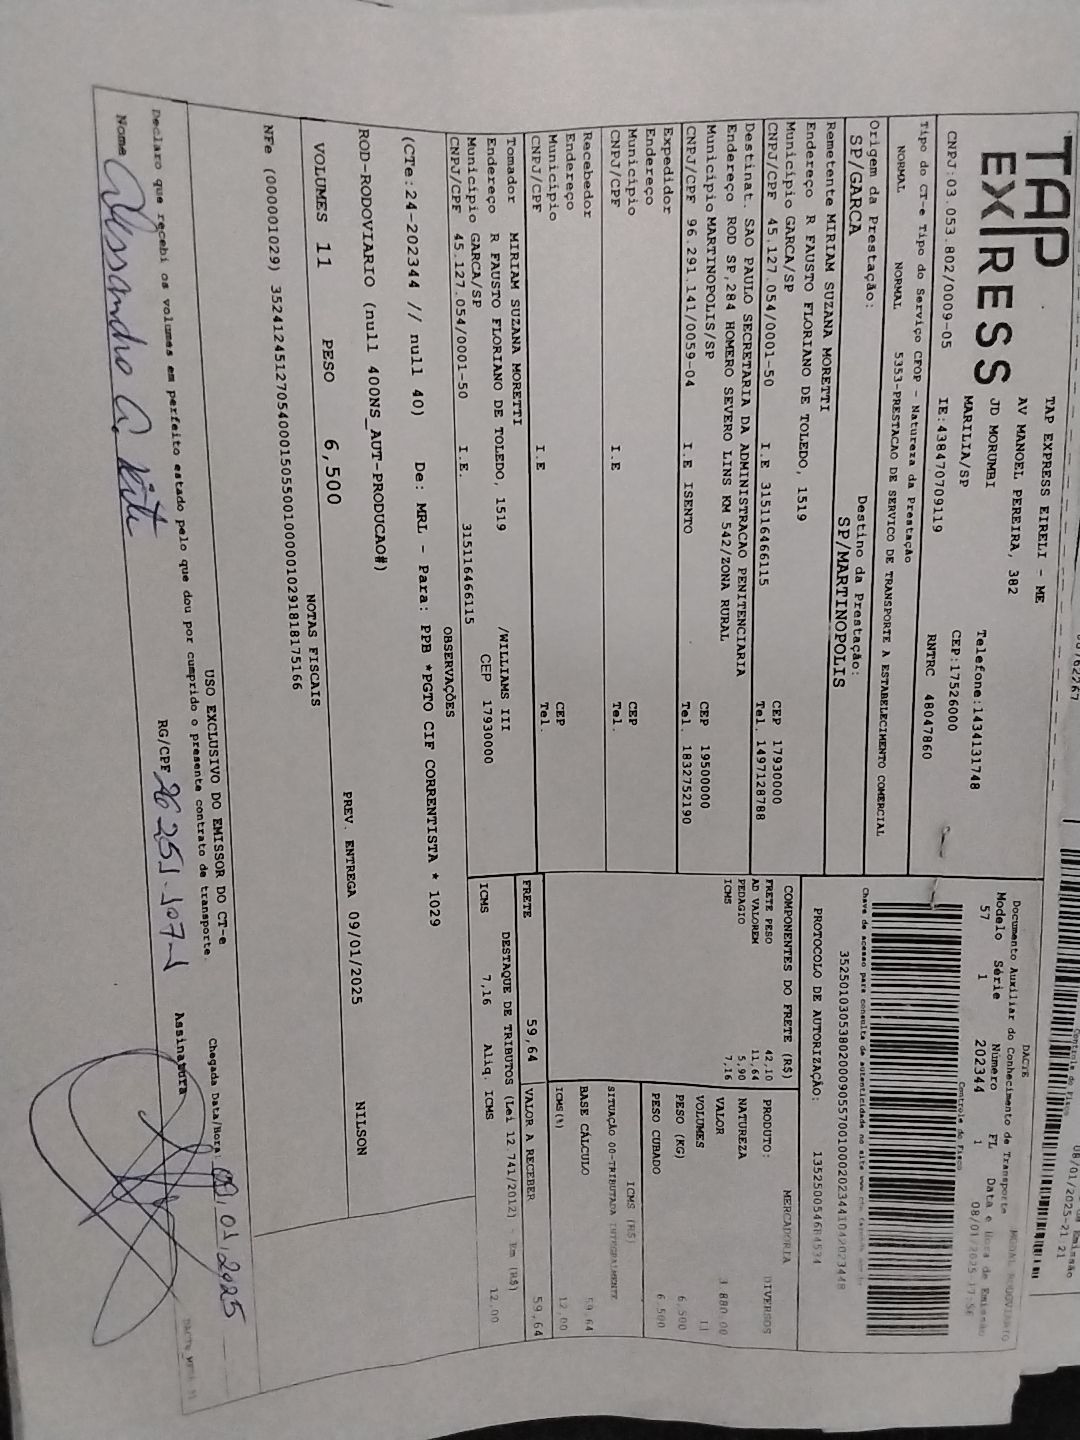 TAP EXPRESS
TAP EXPRESS EIRELI - ME
AV MANOEL PEREIRA, 382
JD MORUMBI
MARILIA/SP
Telefone:1434131748
CEP:17526000
CNPJ:03.053.802/0009-05 IE:438470709119 RNTRC 48047860
Tipo do CT-e Tipo do Serviço CFOP - Natureza da Prestação
NORMAL NORMAL 5353-PRESTACAO DE SERVICO DE TRANSPORTE A ESTABELECIMENTO COMERCIAL
Origem da Prestação: Destino da Prestação:
SP/GARCA SP/MARTINOPOLIS
Remetente MIRIAM SUZANA MORETTI
Endereço R FAUSTO FLORIANO DE TOLEDO, 1519
Município GARCA/SP CEP 17930000
CNPJ/CPF 45.127.054/0001-50 I.E 315116466115 Tel. 1497128788
Destinat. SAO PAULO SECRETARIA DA ADMINISTRACAO PENITENCIARIA
Endereço ROD SP,284 HOMERO SEVERO LINS KM 542/ZONA RURAL
Município MARTINOPOLIS/SP CEP 19500000
CNPJ/CPF 96.291.141/0059-04 I.E ISENTO Tel. 1832752190
Expedidor
Endereço
Município CEP
CNPJ/CPF I.E Tel.
Recebedor
Endereço
Município CEP
CNPJ/CPF I.E Tel.
Tomador MIRIAM SUZANA MORETTI
Endereço R FAUSTO FLORIANO DE TOLEDO, 1519 /WILLIAMS III
Município GARCA/SP CEP 17930000
CNPJ/CPF 45.127.054/0001-50 I.E. 315116466115
DACTE
Documento Auxiliar do Conhecimento de Transporte
MODAL RODOVIARIO
Modelo Série Número FL Data e Hora de Emissão
57 1 202344 1 08/01/2025
Controle do Fisco
Chave de acesso para consulta de autenticidade no site
PROTOCOLO DE AUTORIZAÇÃO:
COMPONENTES DO FRETE (R$)
FRETE PESO 42,10
AD VALOREM 11,64
PEDAGIO 5,90
ICMS 7,16
MERCADORIA
PRODUTO: DIVERSOS
NATUREZA
VALOR 3.880,00
VOLUMES 11
PESO (KG) 6,500
PESO CUBADO 6,500
ICMS (R$)
SITUAÇÃO 00-TRIBUTADA INTEGRALMENTE
BASE CÁLCULO 59,64
ICMS(%) 12,00
FRETE 59,64 VALOR A RECEBER 59,64
DESTAQUE DE TRIBUTOS (Lei 12.741/2012) Em (R$)
ICMS 7,16 Aliq. ICMS 12,00
OBSERVAÇÕES
(CTe:24-202344 // null 40) De: MRL - Para: PPB *PGTO CIF CORRENTISTA * 1029
ROD-RODOVIARIO (null 400NS_AUT-PRODUCAO#)
PREV. ENTREGA 09/01/2025 NILSON
VOLUMES 11 PESO 6,500
NOTAS FISCAIS
NFe (000001029)
USO EXCLUSIVO DO EMISSOR DO CT-e
Declaro que recebi os volumes em perfeito estado pelo que dou por cumprido o presente contrato de transporte.
Chegada Data/Hora: 09,01,2025
Nome RG/CPF Assinatura